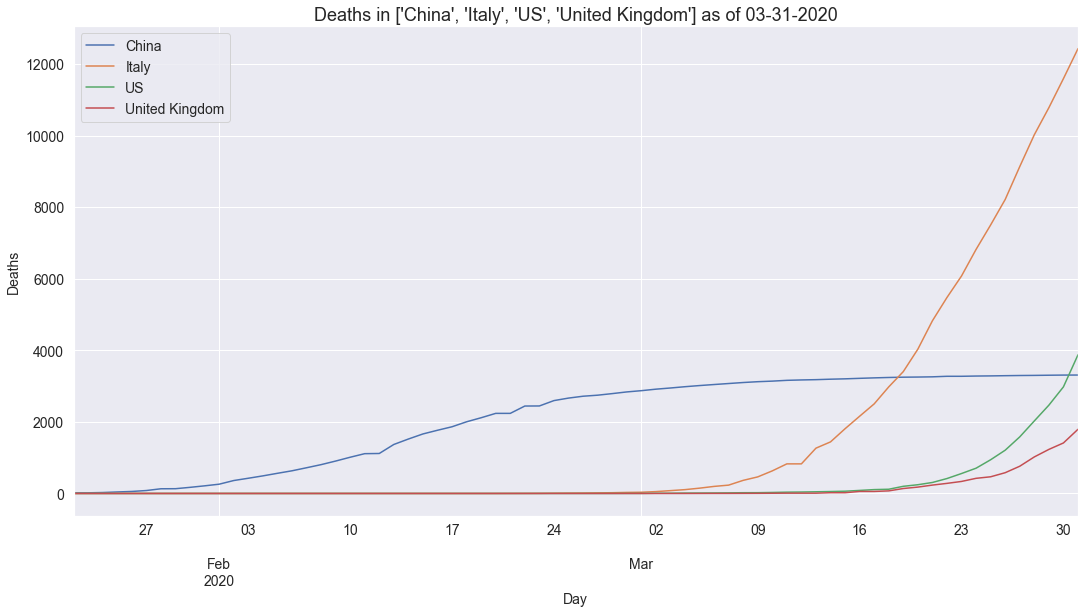 Deaths in ['China', 'Italy', 'US', 'United Kingdom'] as of 03-31-2020
China
Italy
US
United Kingdom
12000
10000
8000
6000
4000
2000
0
Deaths
27 03 10 17 24 02 09 16 23 30
Feb Mar
2020
Day